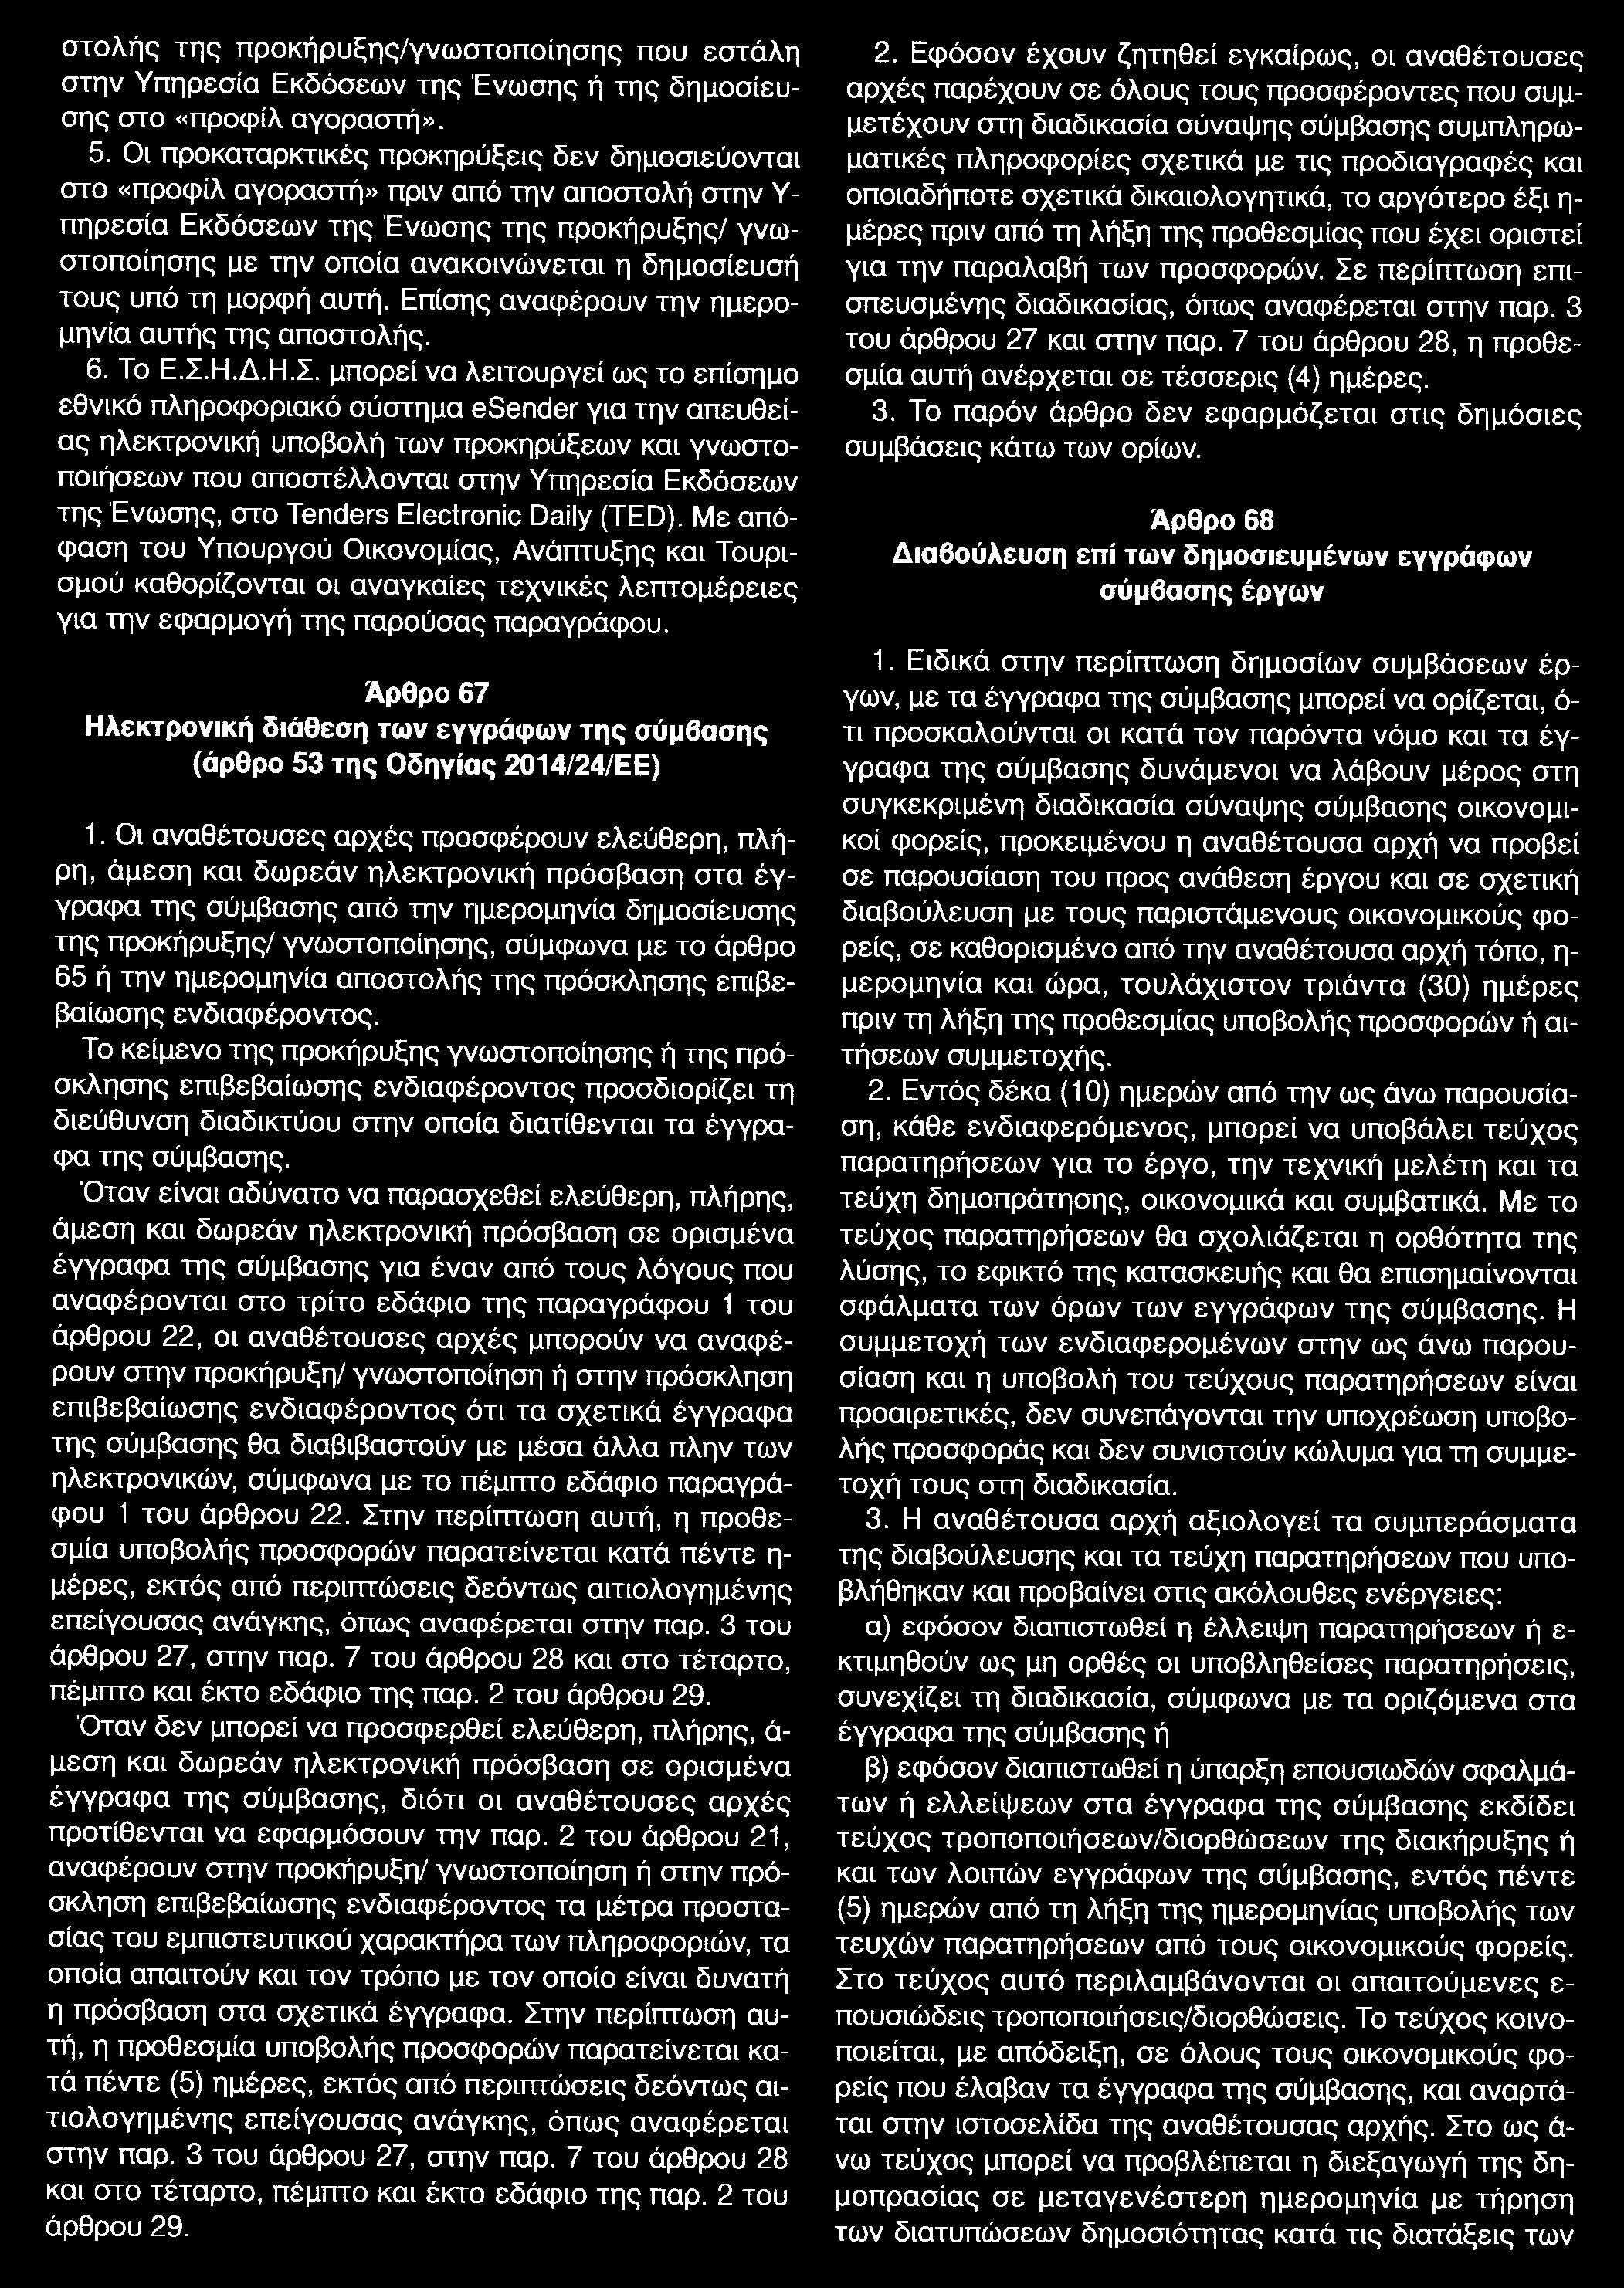 στολής της προκήρυξης/γνωστοποίησης που εστάλη
στην Υπηρεσία Εκδόσεων της Ένωσης ή της δημοσίευ-
σης στο «προφίλ αγοραστή».
5. Οι προκαταρκτικές προκηρύξεις δεν δημοσιεύονται
στο «προφίλ αγοραστή» πριν από την αποστολή στην Υ-
πηρεσία Εκδόσεων της Ένωσης της προκήρυξης/ γνω-
στοποίησης με την οποία ανακοινώνεται η δημοσίευσή
τους υπό τη μορφή αυτή. Επίσης αναφέρουν την ημερο-
μηνία αυτής της αποστολής.
6. Το Ε.Σ.Η.Δ.Η.Σ. μπορεί να λειτουργεί ως το επίσημο
εθνικό πληροφοριακό σύστημα eSender για την απευθεί-
ας ηλεκτρονική υποβολή των προκηρύξεων και γνωστο-
ποιήσεων που αποστέλλονται στην Υπηρεσία Εκδόσεων
της Ένωσης, στο Tenders Electronic Daily (TED). Με από-
φαση του Υπουργού Οικονομίας, Ανάπτυξης και Τουρι-
σμού καθορίζονται οι αναγκαίες τεχνικές λεπτομέρειες
για την εφαρμογή της παρούσας παραγράφου.
Άρθρο 67
Ηλεκτρονική διάθεση των εγγράφων της σύμβασης
(άρθρο 53 της Οδηγίας 2014/24/ΕΕ)
1. Οι αναθέτουσες αρχές προσφέρουν ελεύθερη, πλή-
ρη, άμεση και δωρεάν ηλεκτρονική πρόσβαση στα έγ-
γραφα της σύμβασης από την ημερομηνία δημοσίευσης
της προκήρυξης/ γνωστοποίησης, σύμφωνα με το άρθρο
65 ή την ημερομηνία αποστολής της πρόσκλησης επιβε-
βαίωσης ενδιαφέροντος.
Το κείμενο της προκήρυξης γνωστοποίησης ή της πρό-
σκλησης επιβεβαίωσης ενδιαφέροντος προσδιορίζει τη
διεύθυνση διαδικτύου στην οποία διατίθενται τα έγγρα-
φα της σύμβασης.
Όταν είναι αδύνατο να παρασχεθεί ελεύθερη, πλήρης,
άμεση και δωρεάν ηλεκτρονική πρόσβαση σε ορισμένα
έγγραφα της σύμβασης για έναν από τους λόγους που
αναφέρονται στο τρίτο εδάφιο της παραγράφου 1 του
άρθρου 22, οι αναθέτουσες αρχές μπορούν να αναφέ-
ρουν στην προκήρυξη/ γνωστοποίηση ή στην πρόσκληση
επιβεβαίωσης ενδιαφέροντος ότι τα σχετικά έγγραφα
της σύμβασης θα διαβιβαστούν με μέσα άλλα πλην των
ηλεκτρονικών, σύμφωνα με το πέμπτο εδάφιο παραγρά-
φου 1 του άρθρου 22. Στην περίπτωση αυτή, η προθε-
σμία υποβολής προσφορών παρατείνεται κατά πέντε η-
μέρες, εκτός από περιπτώσεις δεόντως αιτιολογημένης
επείγουσας ανάγκης, όπως αναφέρεται στην παρ. 3 του
άρθρου 27, στην παρ. 7 του άρθρου 28 και στο τέταρτο,
πέμπτο και έκτο εδάφιο της παρ. 2 του άρθρου 29.
Όταν δεν μπορεί να προσφερθεί ελεύθερη, πλήρης, ά-
μεση και δωρεάν ηλεκτρονική πρόσβαση σε ορισμένα
έγγραφα της σύμβασης, διότι οι αναθέτουσες αρχές
προτίθενται να εφαρμόσουν την παρ. 2 του άρθρου 21,
αναφέρουν στην προκήρυξη/ γνωστοποίηση ή στην πρό-
σκληση επιβεβαίωσης ενδιαφέροντος τα μέτρα προστα-
σίας του εμπιστευτικού χαρακτήρα των πληροφοριών, τα
οποία απαιτούν και τον τρόπο με τον οποίο είναι δυνατή
η πρόσβαση στα σχετικά έγγραφα. Στην περίπτωση αυ-
τή, η προθεσμία υποβολής προσφορών παρατείνεται κα-
τά πέντε (5) ημέρες, εκτός από περιπτώσεις δεόντως αι-
τιολογημένης επείγουσας ανάγκης, όπως αναφέρεται
στην παρ. 3 του άρθρου 27, στην παρ. 7 του άρθρου 28
και στο τέταρτο, πέμπτο και έκτο εδάφιο της παρ. 2 του
άρθρου 29.
2. Εφόσον έχουν ζητηθεί εγκαίρως, οι αναθέτουσες
αρχές παρέχουν σε όλους τους προσφέροντες που συμ-
μετέχουν στη διαδικασία σύναψης σύμβασης συμπληρω-
ματικές πληροφορίες σχετικά με τις προδιαγραφές και
οποιαδήποτε σχετικά δικαιολογητικά, το αργότερο έξι η-
μέρες πριν από τη λήξη της προθεσμίας που έχει οριστεί
για την παραλαβή των προσφορών. Σε περίπτωση επι-
σπευσμένης διαδικασίας, όπως αναφέρεται στην παρ. 3
του άρθρου 27 και στην παρ. 7 του άρθρου 28, η προθε-
σμία αυτή ανέρχεται σε τέσσερις (4) ημέρες.
3. Το παρόν άρθρο δεν εφαρμόζεται στις δημόσιες
συμβάσεις κάτω των ορίων.
Άρθρο 68
Διαβούλευση επί των δημοσιευμένων εγγράφων
σύμβασης έργων
1. Ειδικά στην περίπτωση δημοσίων συμβάσεων έρ-
γων, με τα έγγραφα της σύμβασης μπορεί να ορίζεται, ό-
τι προσκαλούνται οι κατά τον παρόντα νόμο και τα έγ-
γραφα της σύμβασης δυνάμενοι να λάβουν μέρος στη
συγκεκριμένη διαδικασία σύναψης σύμβασης οικονομι-
κοί φορείς, προκειμένου η αναθέτουσα αρχή να προβεί
σε παρουσίαση του προς ανάθεση έργου και σε σχετική
διαβούλευση με τους παριστάμενους οικονομικούς φο-
ρείς, σε καθορισμένο από την αναθέτουσα αρχή τόπο, η-
μερομηνία και ώρα, τουλάχιστον τριάντα (30) ημέρες
πριν τη λήξη της προθεσμίας υποβολής προσφορών ή αι-
τήσεων συμμετοχής.
2. Εντός δέκα (10) ημερών από την ως άνω παρουσία-
ση, κάθε ενδιαφερόμενος, μπορεί να υποβάλει τεύχος
παρατηρήσεων για το έργο, την τεχνική μελέτη και τα
τεύχη δημοπράτησης, οικονομικά και συμβατικά. Με το
τεύχος παρατηρήσεων θα σχολιάζεται η ορθότητα της
λύσης, το εφικτό της κατασκευής και θα επισημαίνονται
σφάλματα των όρων των εγγράφων της σύμβασης. Η
συμμετοχή των ενδιαφερομένων στην ως άνω παρου-
σίαση και η υποβολή του τεύχους παρατηρήσεων είναι
προαιρετικές, δεν συνεπάγονται την υποχρέωση υποβο-
λής προσφοράς και δεν συνιστούν κώλυμα για τη συμμε-
τοχή τους στη διαδικασία.
3. Η αναθέτουσα αρχή αξιολογεί τα συμπεράσματα
της διαβούλευσης και τα τεύχη παρατηρήσεων που υπο-
βλήθηκαν και προβαίνει στις ακόλουθες ενέργειες:
α) εφόσον διαπιστωθεί η έλλειψη παρατηρήσεων ή ε-
κτιμηθούν ως μη ορθές οι υποβληθείσες παρατηρήσεις,
συνεχίζει τη διαδικασία, σύμφωνα με τα οριζόμενα στα
έγγραφα της σύμβασης ή
β) εφόσον διαπιστωθεί η ύπαρξη επουσιωδών σφαλμά-
των ή ελλείψεων στα έγγραφα της σύμβασης εκδίδει
τεύχος τροποποιήσεων/διορθώσεων της διακήρυξης ή
και των λοιπών εγγράφων της σύμβασης, εντός πέντε
(5) ημερών από τη λήξη της ημερομηνίας υποβολής των
τευχών παρατηρήσεων από τους οικονομικούς φορείς.
Στο τεύχος αυτό περιλαμβάνονται οι απαιτούμενες ε-
πουσιώδεις τροποποιήσεις/διορθώσεις. Το τεύχος κοινο-
ποιείται, με απόδειξη, σε όλους τους οικονομικούς φο-
ρείς που έλαβαν τα έγγραφα της σύμβασης, και αναρτά-
ται στην ιστοσελίδα της αναθέτουσας αρχής. Στο ως ά-
νω τεύχος μπορεί να προβλέπεται η διεξαγωγή της δη-
μοπρασίας σε μεταγενέστερη ημερομηνία με τήρηση
των διατυπώσεων δημοσιότητας κατά τις διατάξεις των